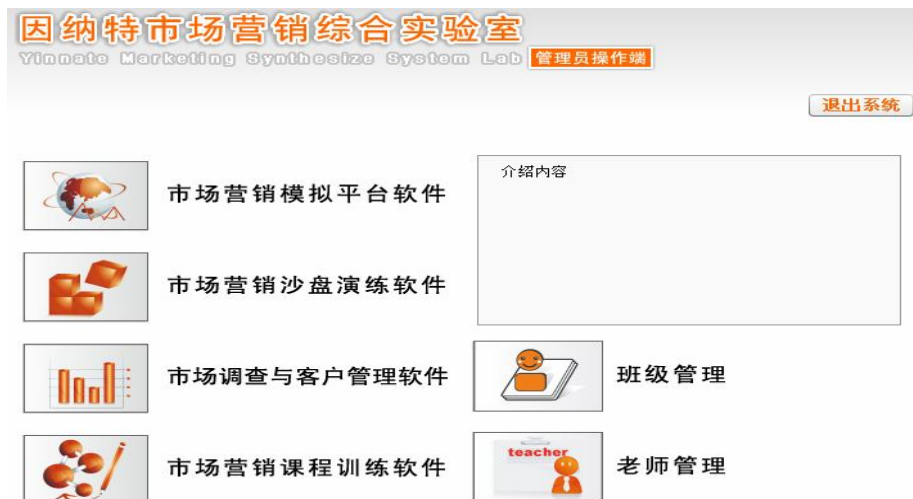 因纳特市场营销综合实验室
Yinnate Marketing Synthesize System Lab 管理员操作端
退出系统
市场营销模拟平台软件
介绍内容
市场营销沙盘演练软件
市场调查与客户管理软件
班级管理
市场营销课程训练软件
teacher
老师管理